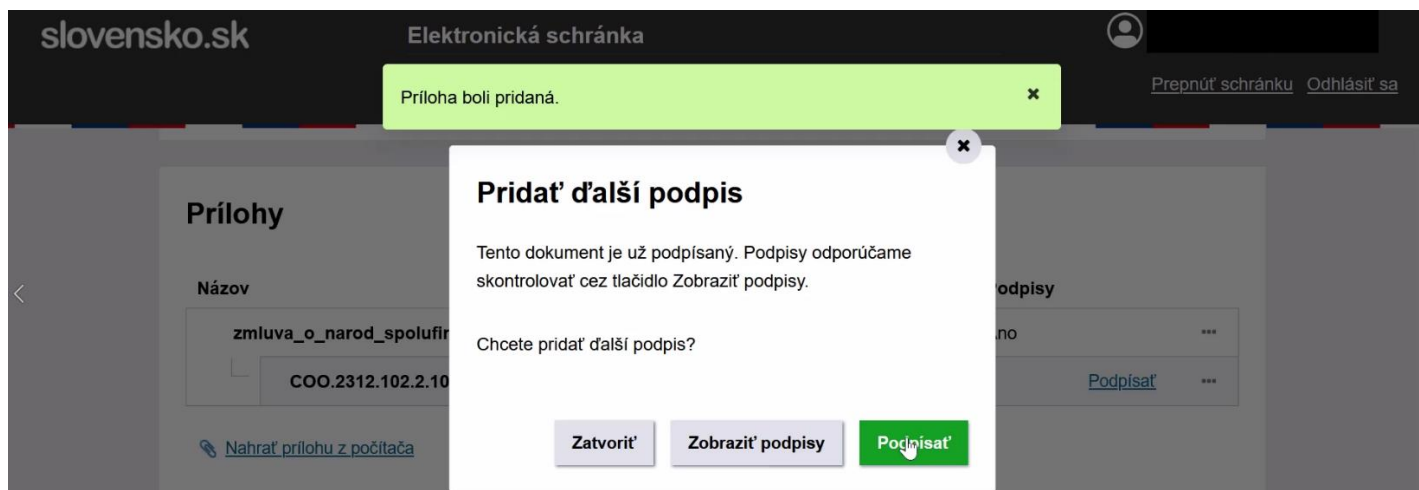 slovensko.sk
Elektronická schránka
Príloha boli pridaná.
Prepnúť schránku Odhlásiť sa
Pridať ďalší podpis
Prílohy
Tento dokument je už podpísaný. Podpisy odporúčame
skontrolovať cez tlačidlo Zobraziť podpisy.
Názov
zmluva_o_narod_spolufi
Chcete pridať ďalší podpis?
COO.2312.102.2.10
Podpísať
Nahrať prílohu z počítača
Zatvoriť
Zobraziť podpisy
Podpísať